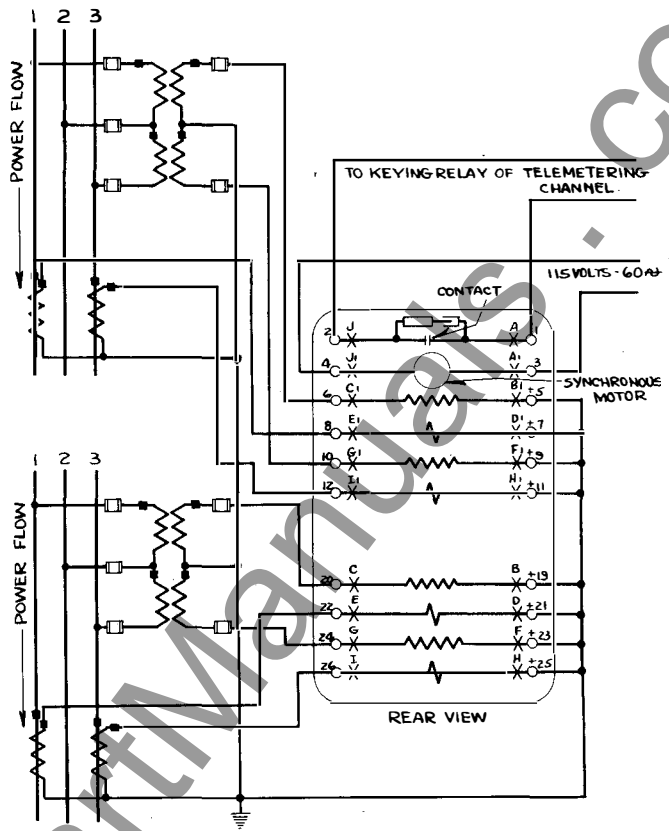 1 2 3
POWER FLOW
TO KEYING RELAY OF TELEMETERING
CHANNEL
115 VOLTS - 60
CONTACT
2 J A 1
4 J1 A1 3
SYNCHRONOUS
MOTOR
6 C1 B1 +5
8 E1 D1 +7
10 G1 F1 +9
12 I1 H1 +11
1 2 3
POWER FLOW
20 C B +19
22 E D +21
24 G F +23
26 I H +25
REAR VIEW